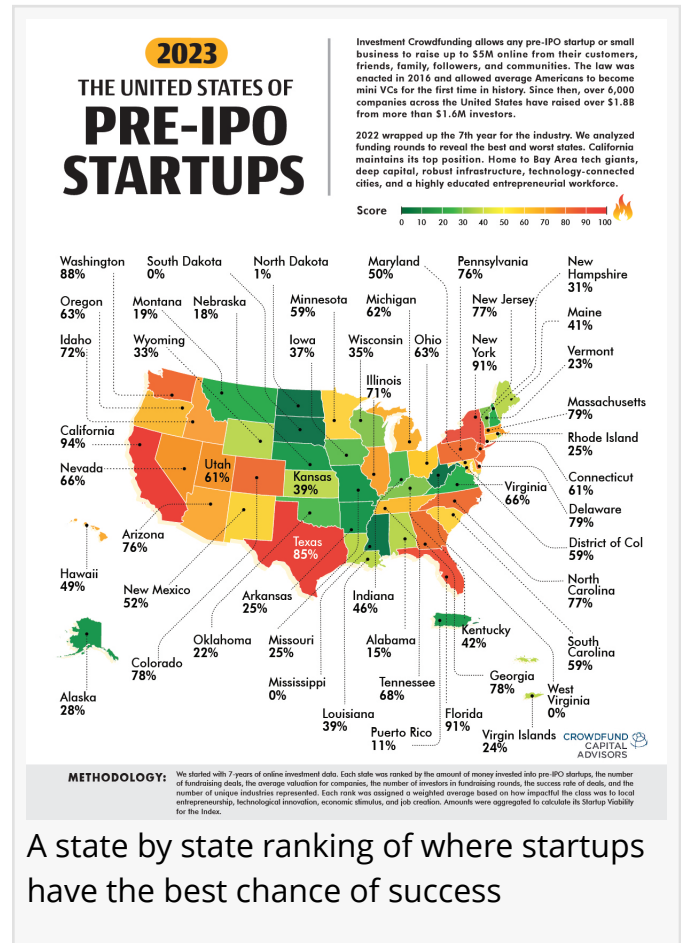 2023
THE UNITED STATES OF
PRE-IPO
STARTUPS
Investment Crowdfunding allows any pre-IPO startup or small
business to raise up to $5M online from their customers,
friends, family, followers, and communities. The law was
enacted in 2016 and allowed average Americans to become
mini VCs for the first time in history. Since then, over 6,000
companies across the United States have raised over $1.8B
from more than $1.6M investors.
2022 wrapped up the 7th year for the industry. We analyzed
funding rounds to reveal the best and worst states. California
maintains its top position. Home to Bay Area tech giants,
deep capital, robust infrastructure, technology-connected
cities, and a highly educated entrepreneurial workforce.
Score
0 10 20 30 40 50 60 70 80 90 100
Washington
88%
South Dakota
0%
North Dakota
1%
Maryland
50%
Pennsylvania
76%
New
Hampshire
31%
Oregon
63%
Montana
19%
Nebraska
18%
Minnesota
59%
Michigan
62%
New Jersey
77%
Maine
41%
Idaho
72%
Wyoming
33%
Iowa
37%
Wisconsin
35%
Ohio
63%
New
York
91%
Vermont
23%
Illinois
71%
Massachusetts
79%
California
94%
Rhode Island
25%
Nevada
66%
Utah
61%
Kansas
39%
Virginia
66%
Connecticut
61%
Delaware
79%
Arizona
76%
Texas
85%
District of Col
59%
Hawaii
49%
New Mexico
52%
Arkansas
25%
Indiana
46%
North
Carolina
77%
Oklahoma
22%
Missouri
25%
Alabama
15%
Kentucky
42%
South
Carolina
59%
Colorado
78%
Mississippi
0%
Tennessee
68%
Georgia
78%
West
Virginia
0%
Alaska
28%
Louisiana
39%
Florida
91%
Puerto Rico
11%
Virgin Islands
24%
CROWDFUND
CAPITAL
ADVISORS
METHODOLOGY:
We started with 7-years of online investment data. Each state was ranked by the amount of money invested into pre-IPO startups, the number
of fundraising deals, the average valuation for companies, the number of investors in fundraising rounds, the success rate of deals, and the
number of unique industries represented. Each rank was assigned a weighted average based on how impactful the class was to local
entrepreneurship, technological innovation, economic stimulus, and job creation. Amounts were aggregated to calculate its Startup Viability
for the Index.
A state by state ranking of where startups
have the best chance of success